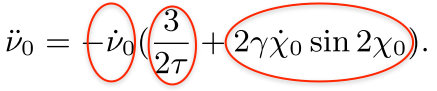 ν̈₀ = −ν̇₀(3/2τ + 2γχ̇₀ sin 2χ₀).